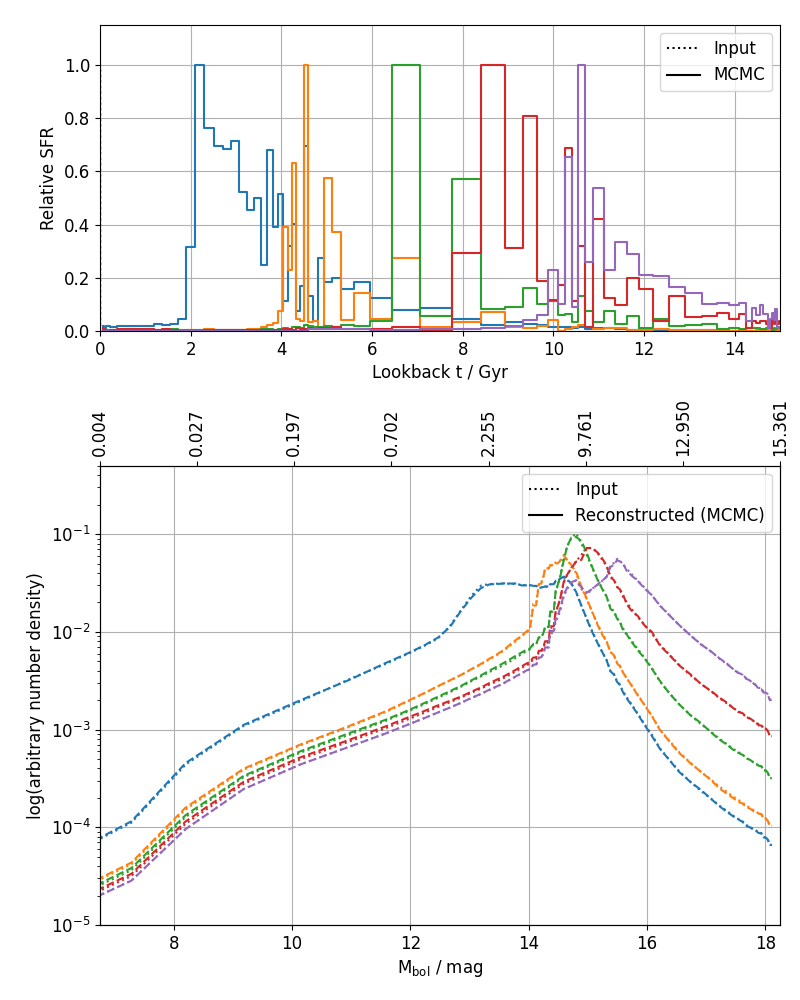 1.0
0.8
0.6
0.4
0.2
0.0
Relative SFR
Input
MCMC
0 2 4 6 8 10 12 14
Lookback t / Gyr
0.004 0.027 0.197 0.702 2.255 9.761 12.950 15.361
Input
Reconstructed (MCMC)
10⁻¹
10⁻²
10⁻³
10⁻⁴
10⁻⁵
log(arbitrary number density)
8 10 12 14 16 18
M_bol / mag